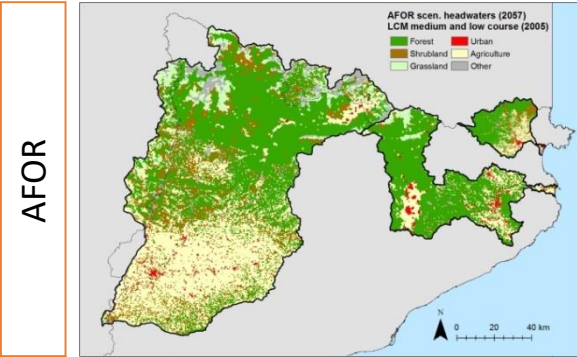 AFOR
AFOR scen. headwaters (2057)
LCM medium and low course (2005)
Forest Urban
Shrubland Agriculture
Grassland Other
N
0 20 40 km